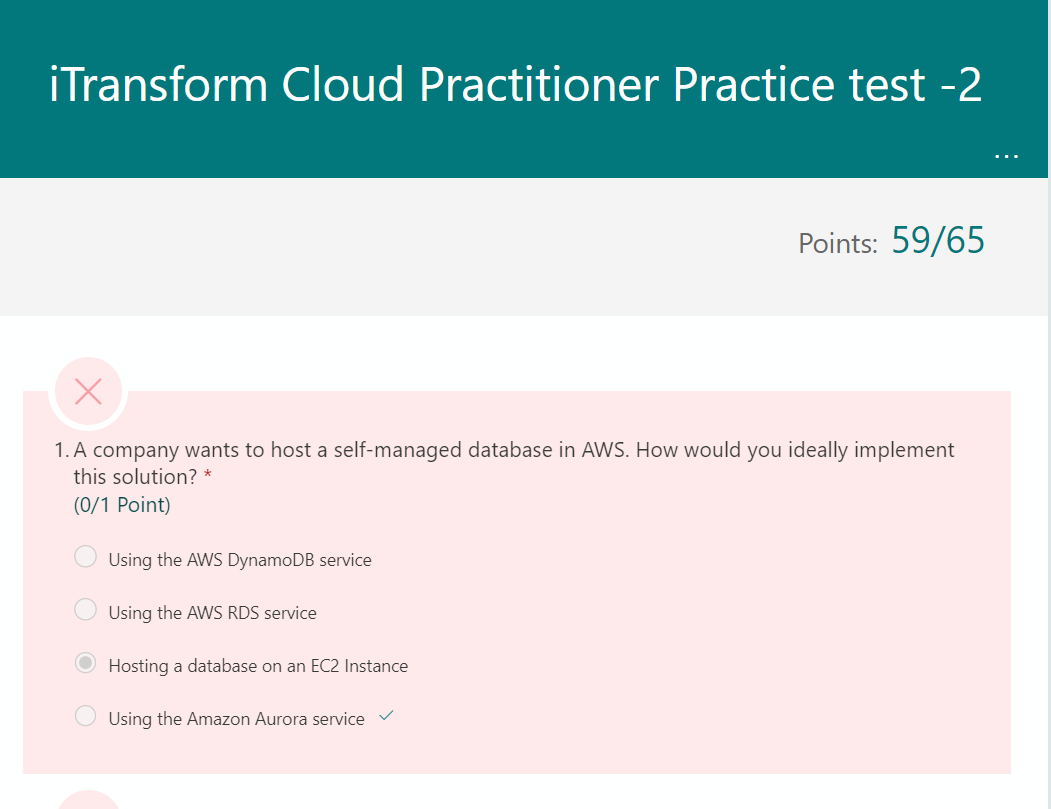 iTransform Cloud Practitioner Practice test -2
...
Points: 59/65
1. A company wants to host a self-managed database in AWS. How would you ideally implement
this solution? *
(0/1 Point)
Using the AWS DynamoDB service
Using the AWS RDS service
Hosting a database on an EC2 Instance
Using the Amazon Aurora service